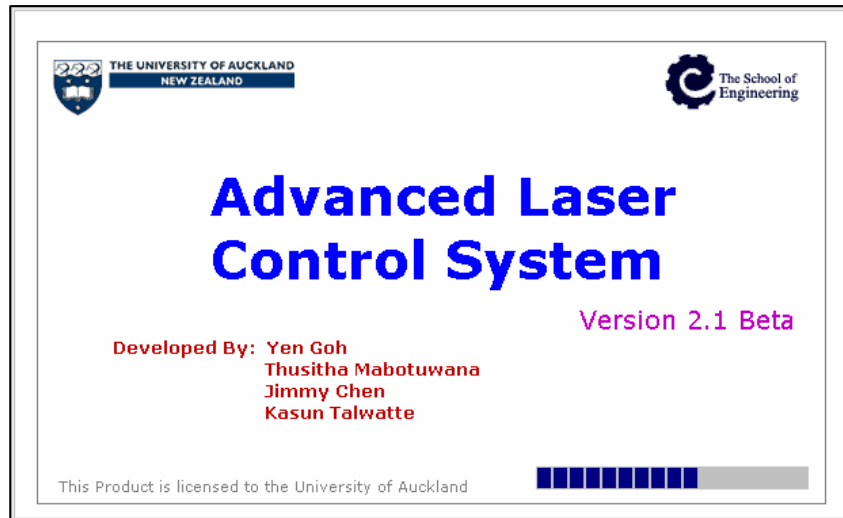 THE UNIVERSITY OF AUCKLAND
NEW ZEALAND
The School of
Engineering
Advanced Laser
Control System
Version 2.1 Beta
Developed By: Yen Goh
Thusitha Mabotuwana
Jimmy Chen
Kasun Talwatte
This Product is licensed to the University of Auckland